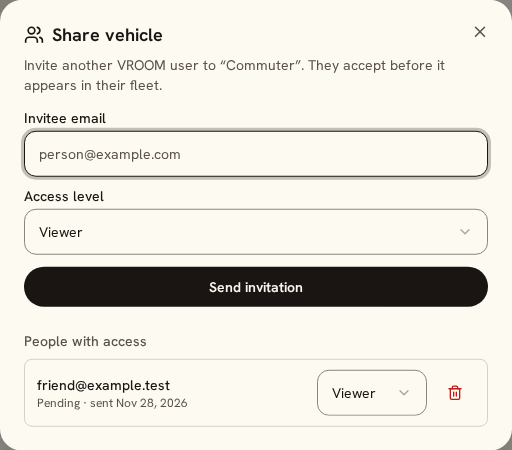 Share vehicle
Invite another VROOM user to “Commuter”. They accept before it
appears in their fleet.
Invitee email
person@example.com
Access level
Viewer
Send invitation
People with access
friend@example.test
Pending · sent Nov 28, 2026
Viewer